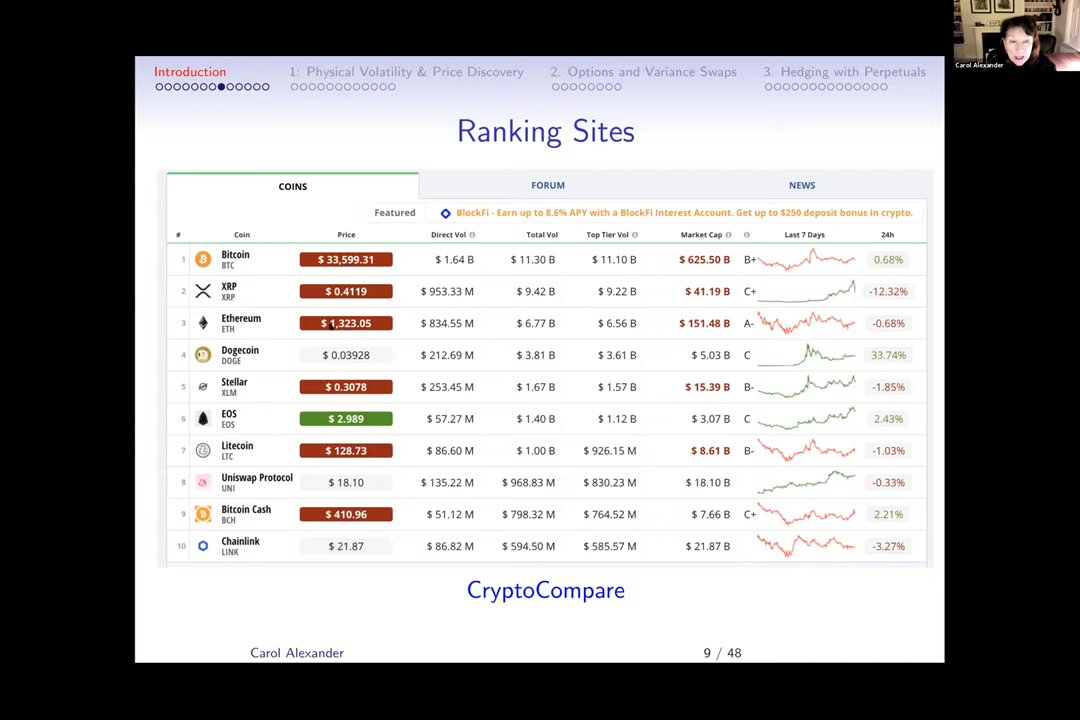 Carol Alexander
Introduction 1: Physical Volatility & Price Discovery 2. Options and Variance Swaps 3. Hedging with Perpetuals
Ranking Sites
COINS FORUM NEWS
Featured BlockFi - Earn up to 8.6% APY with a BlockFi Interest Account. Get up to $250 deposit bonus in crypto.
# Coin Price Direct Vol Total Vol Top Tier Vol Market Cap Last 7 Days 24h
1 Bitcoin $ 33,599.31 $ 1.64 B $ 11.30 B $ 11.10 B $ 625.50 B B+ 0.68%
BTC
2 XRP $ 0.4119 $ 953.33 M $ 9.42 B $ 9.22 B $ 41.19 B C+ -12.32%
XRP
3 Ethereum $ 1,323.05 $ 834.55 M $ 6.77 B $ 6.56 B $ 151.48 B A- -0.68%
ETH
4 Dogecoin $ 0.03928 $ 212.69 M $ 3.81 B $ 3.61 B $ 5.03 B C 33.74%
DOGE
5 Stellar $ 0.3078 $ 253.45 M $ 1.67 B $ 1.57 B $ 15.39 B B- -1.85%
XLM
6 EOS $ 2.989 $ 57.27 M $ 1.40 B $ 1.12 B $ 3.07 B C 2.43%
EOS
7 Litecoin $ 128.73 $ 86.60 M $ 1.00 B $ 926.15 M $ 8.61 B B- -1.03%
LTC
8 Uniswap Protocol $ 18.10 $ 135.22 M $ 968.83 M $ 830.23 M $ 18.10 B -0.33%
UNI
9 Bitcoin Cash $ 410.96 $ 51.12 M $ 798.32 M $ 764.52 M $ 7.66 B C+ 2.21%
BCH
10 Chainlink $ 21.87 $ 86.82 M $ 594.50 M $ 585.57 M $ 21.87 B -3.27%
LINK
CryptoCompare
Carol Alexander 9 / 48